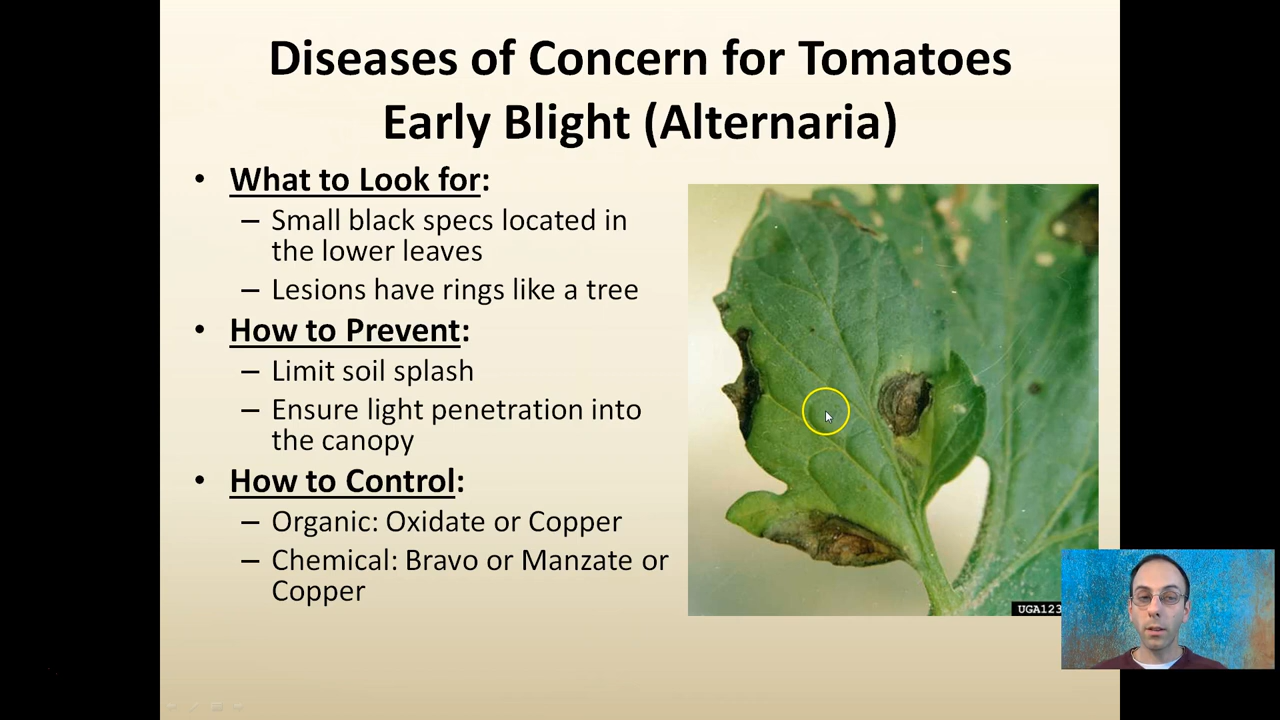 Diseases of Concern for Tomatoes
Early Blight (Alternaria)
• What to Look for:
– Small black specs located in
the lower leaves
– Lesions have rings like a tree
• How to Prevent:
– Limit soil splash
– Ensure light penetration into
the canopy
• How to Control:
– Organic: Oxidate or Copper
– Chemical: Bravo or Manzate or
Copper
UGA123